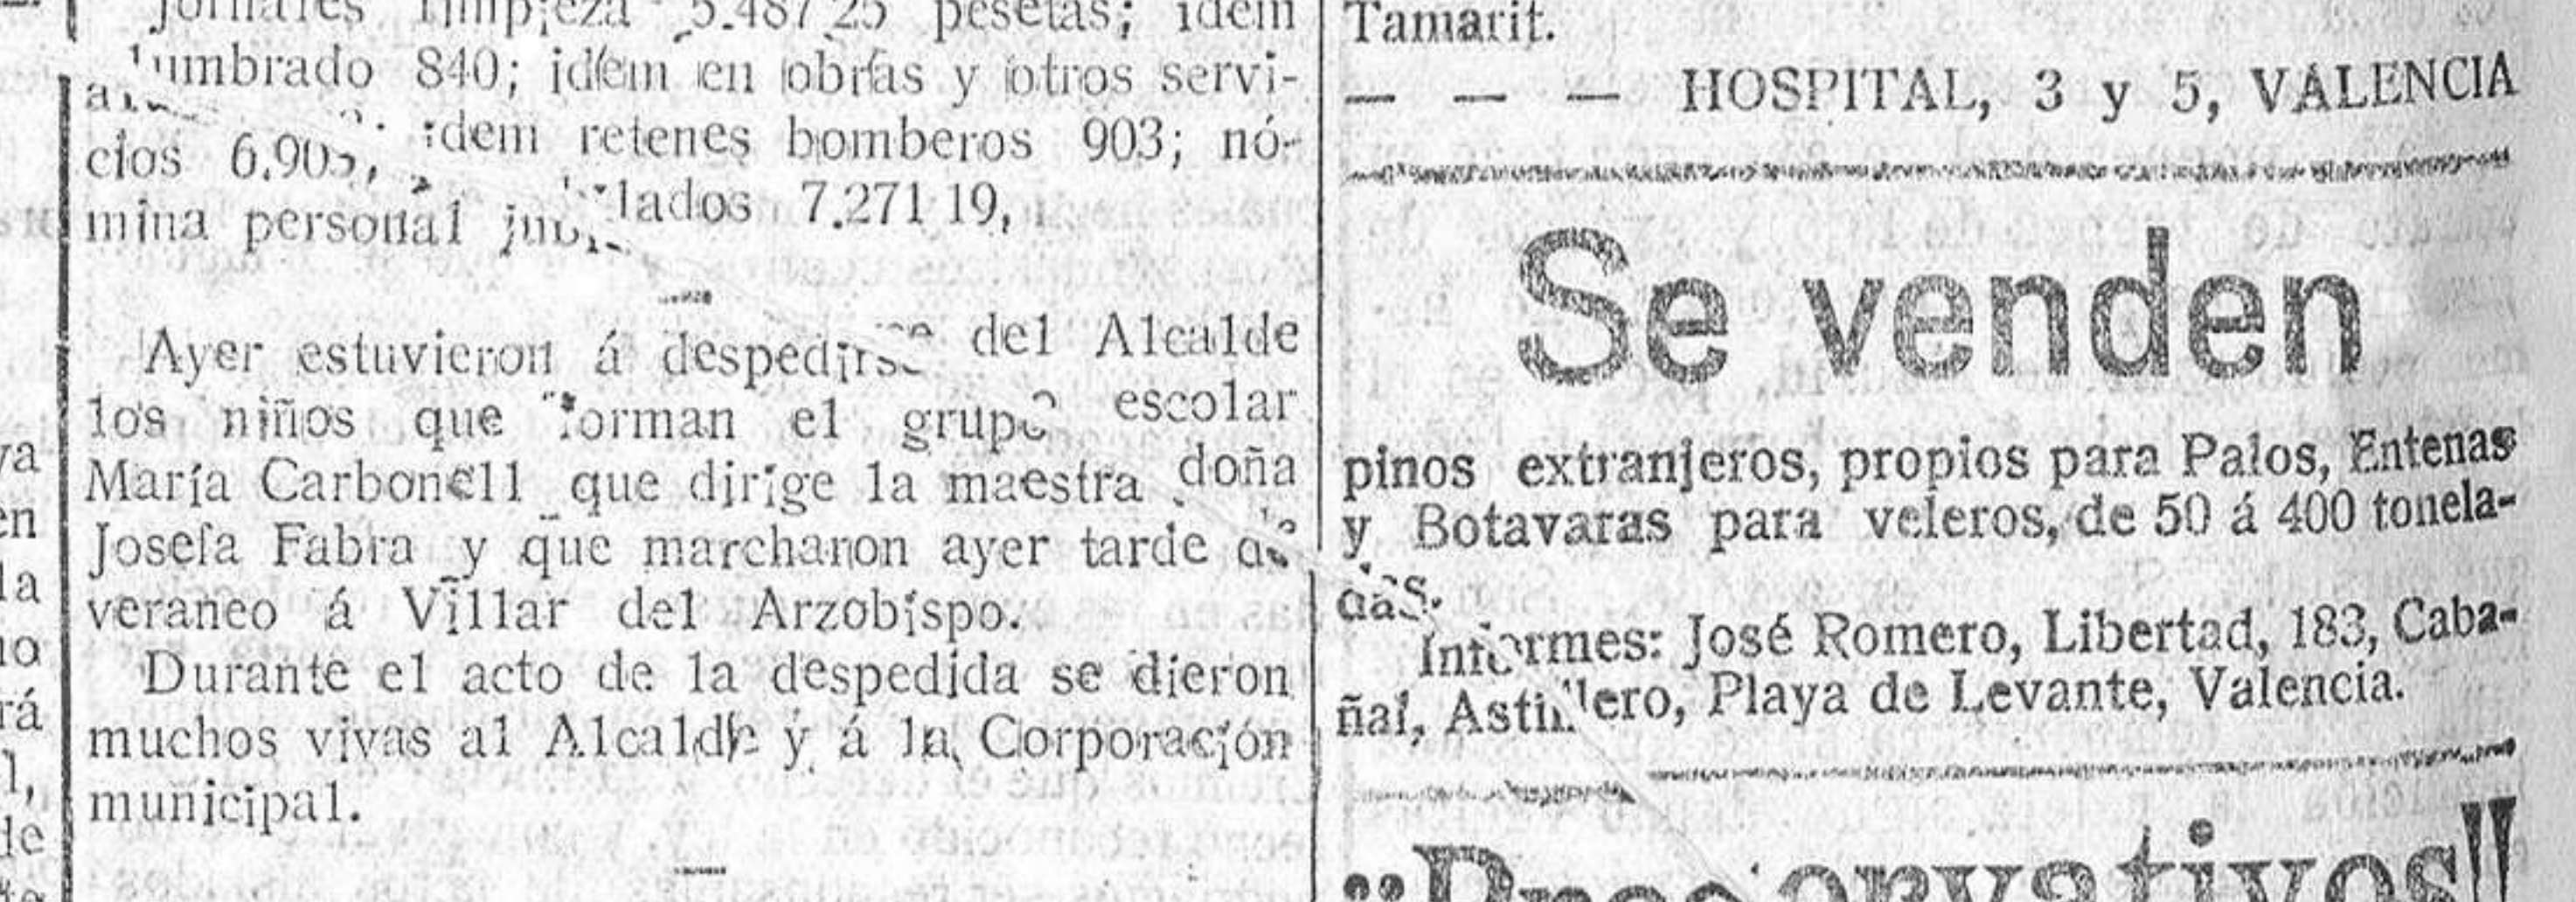 jornales limpieza 5.487'25 pesetas; idem
alumbrado 840; idem en obras y otros servi-
cios 6.905; idem retenes bomberos 903; nó-
mina personal jubilados 7.271 19,
Ayer estuvieron á despedirse del Alcalde
los niños que forman el grupo escolar
María Carbonell que dirige la maestra doña
Josefa Fabra y que marcharon ayer tarde de
veraneo á Villar del Arzobispo.
Durante el acto de la despedida se dieron
muchos vivas al Alcalde y á la Corporación
municipal.
Tamarit.
— — — HOSPITAL, 3 y 5, VALENCIA
Se venden
pinos extranjeros, propios para Palos, Entenas
y Botavaras para veleros, de 50 á 400 tonela-
das.
Informes: José Romero, Libertad, 183, Caba-
ñal, Astillero, Playa de Levante, Valencia.
¡¡Preservativos!!